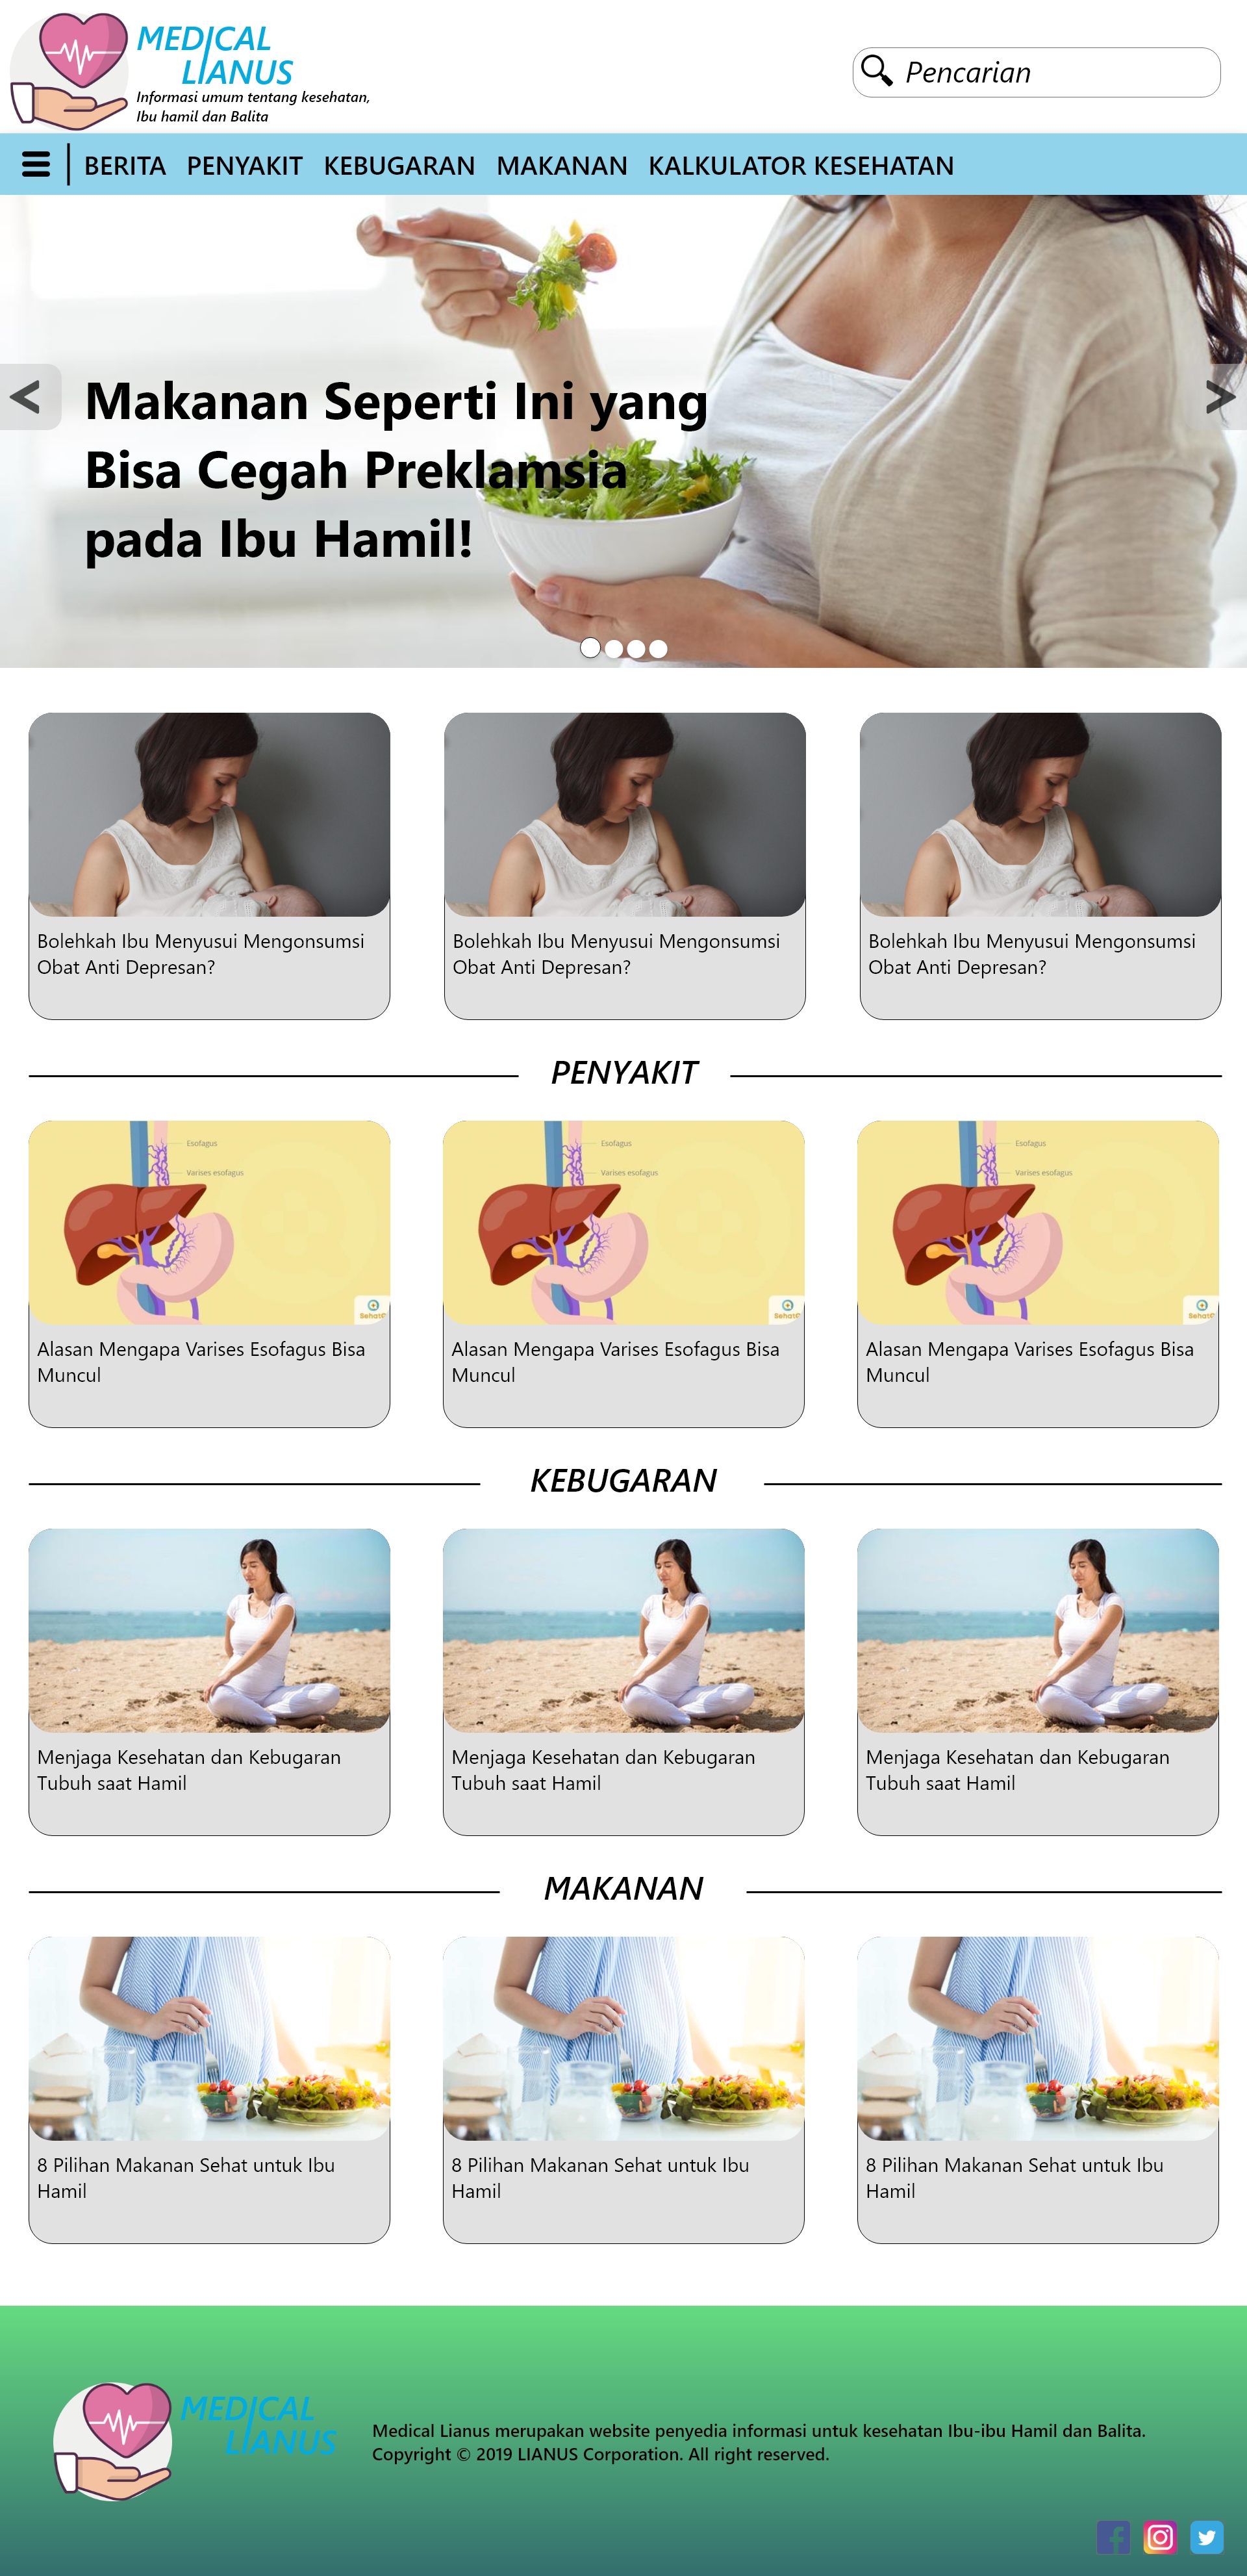 MEDICAL
LIANUS
Informasi umum tentang kesehatan,
Ibu hamil dan Balita
Pencarian
BERITA PENYAKIT KEBUGARAN MAKANAN KALKULATOR KESEHATAN
Makanan Seperti Ini yang
Bisa Cegah Preklamsia
pada Ibu Hamil!
< >
Bolehkah Ibu Menyusui Mengonsumsi
Obat Anti Depresan?
Bolehkah Ibu Menyusui Mengonsumsi
Obat Anti Depresan?
Bolehkah Ibu Menyusui Mengonsumsi
Obat Anti Depresan?
PENYAKIT
Esofagus
Varises esofagus
SehatQ
Alasan Mengapa Varises Esofagus Bisa
Muncul
Esofagus
Varises esofagus
SehatQ
Alasan Mengapa Varises Esofagus Bisa
Muncul
Esofagus
Varises esofagus
SehatQ
Alasan Mengapa Varises Esofagus Bisa
Muncul
KEBUGARAN
Menjaga Kesehatan dan Kebugaran
Tubuh saat Hamil
Menjaga Kesehatan dan Kebugaran
Tubuh saat Hamil
Menjaga Kesehatan dan Kebugaran
Tubuh saat Hamil
MAKANAN
8 Pilihan Makanan Sehat untuk Ibu
Hamil
8 Pilihan Makanan Sehat untuk Ibu
Hamil
8 Pilihan Makanan Sehat untuk Ibu
Hamil
MEDICAL
LIANUS
Medical Lianus merupakan website penyedia informasi untuk kesehatan Ibu-ibu Hamil dan Balita.
Copyright © 2019 LIANUS Corporation. All right reserved.